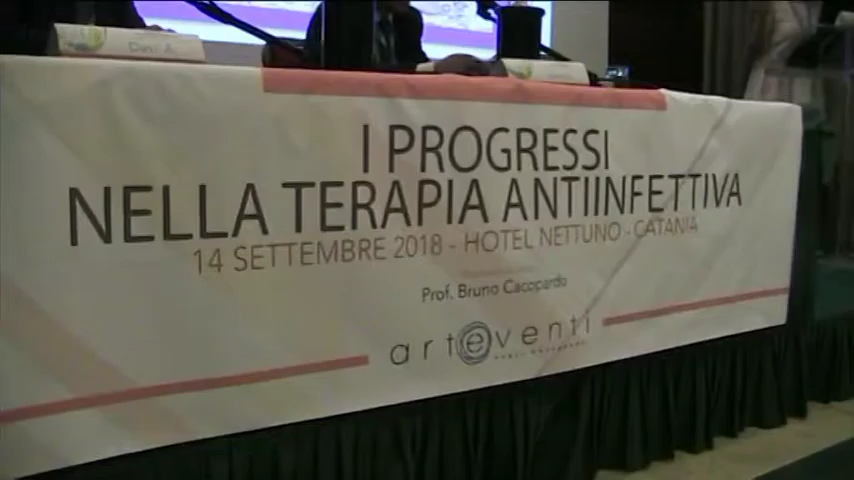 I PROGRESSI
NELLA TERAPIA ANTIINFETTIVA
14 SETTEMBRE 2018 - HOTEL NETTUNO - CATANIA
Prof. Bruno Cacopardo
arteventi